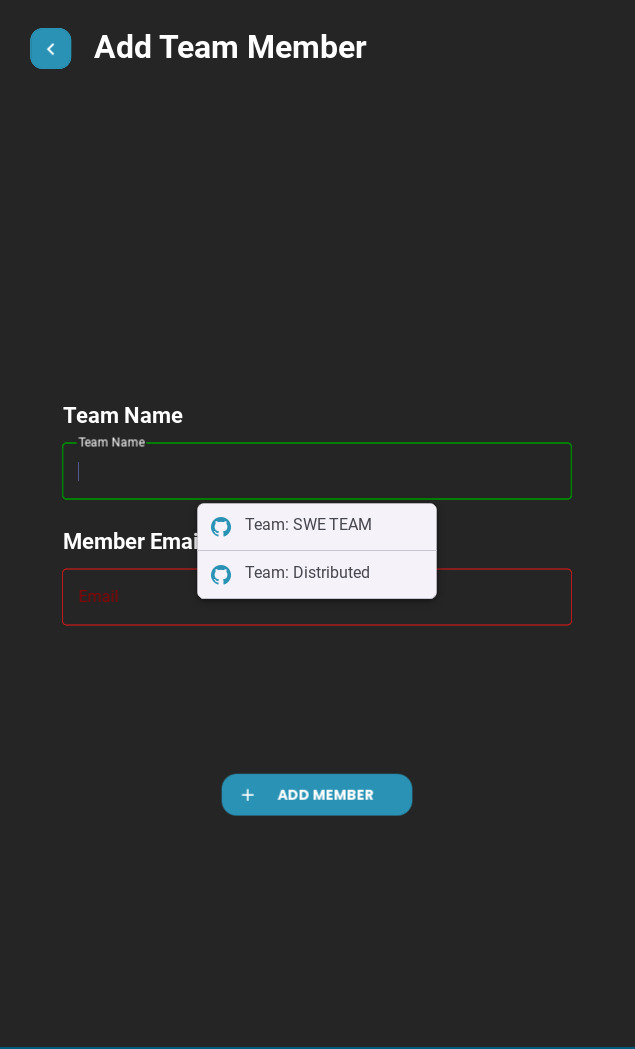 Add Team Member
Team Name
Team Name
Team: SWE TEAM
Member Emai
Team: Distributed
Email
ADD MEMBER